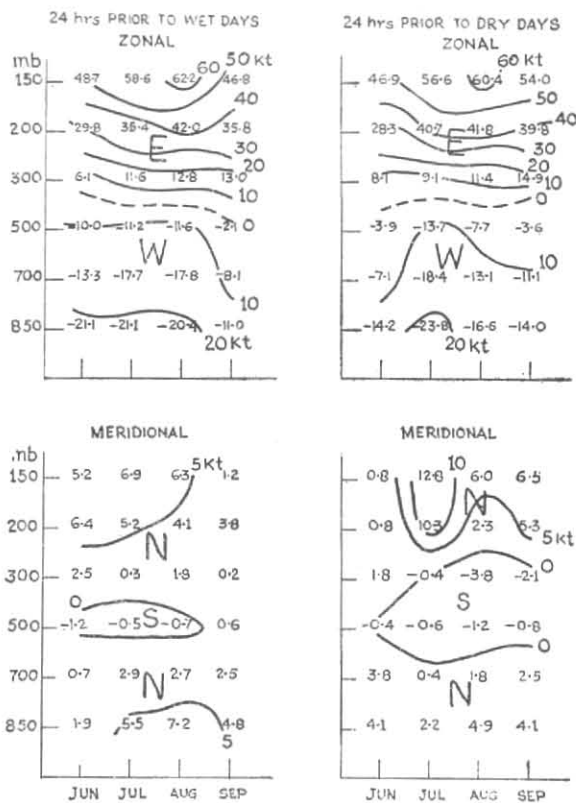 24 hrs PRIOR TO WET DAYS
ZONAL
mb
60 50 kt
150 48.7 58.6 62.2 46.8
40
200 29.8 35.4 42.0 35.8
E 30
20
300 6.1 11.6 12.8 13.0
10
500 -10.0 -11.2 -11.6 -2.1 0
W
700 -13.3 -17.7 -17.8 -8.1
10
850 -21.1 -21.1 -20.4 -11.0
20 kt
24 hrs PRIOR TO DRY DAYS
ZONAL
60
46.9 56.6 60.4 54.0
50
40
28.3 40.7 41.8 39.8
E 30
20
8.1 9.1 11.4 14.9 10
0
-3.9 -13.7 -7.7 -3.6
W 10
-7.1 -18.4 -13.1 -11.1
-14.2 -23.8 -16.6 -14.0
20 kt
MERIDIONAL
mb
5 kt
150 5.2 6.9 6.3 1.2
200 6.4 5.2 4.1 3.8
N
300 2.5 0.3 1.8 0.2
0
S
500 -1.2 -0.5 -0.7 0.6
700 0.7 2.9 2.7 2.5
N
850 1.9 5.5 7.2 4.8
5
JUN JUL AUG SEP
MERIDIONAL
10
0.8 12.8 6.0 6.5
N
0.8 10.3 2.3 5.3 5 kt
0
1.8 -0.4 -3.8 -2.1
S
-0.4 -0.6 -1.2 -0.8
0
3.8 0.4 1.8 2.5
N
4.1 2.2 4.9 4.1
JUN JUL AUG SEP